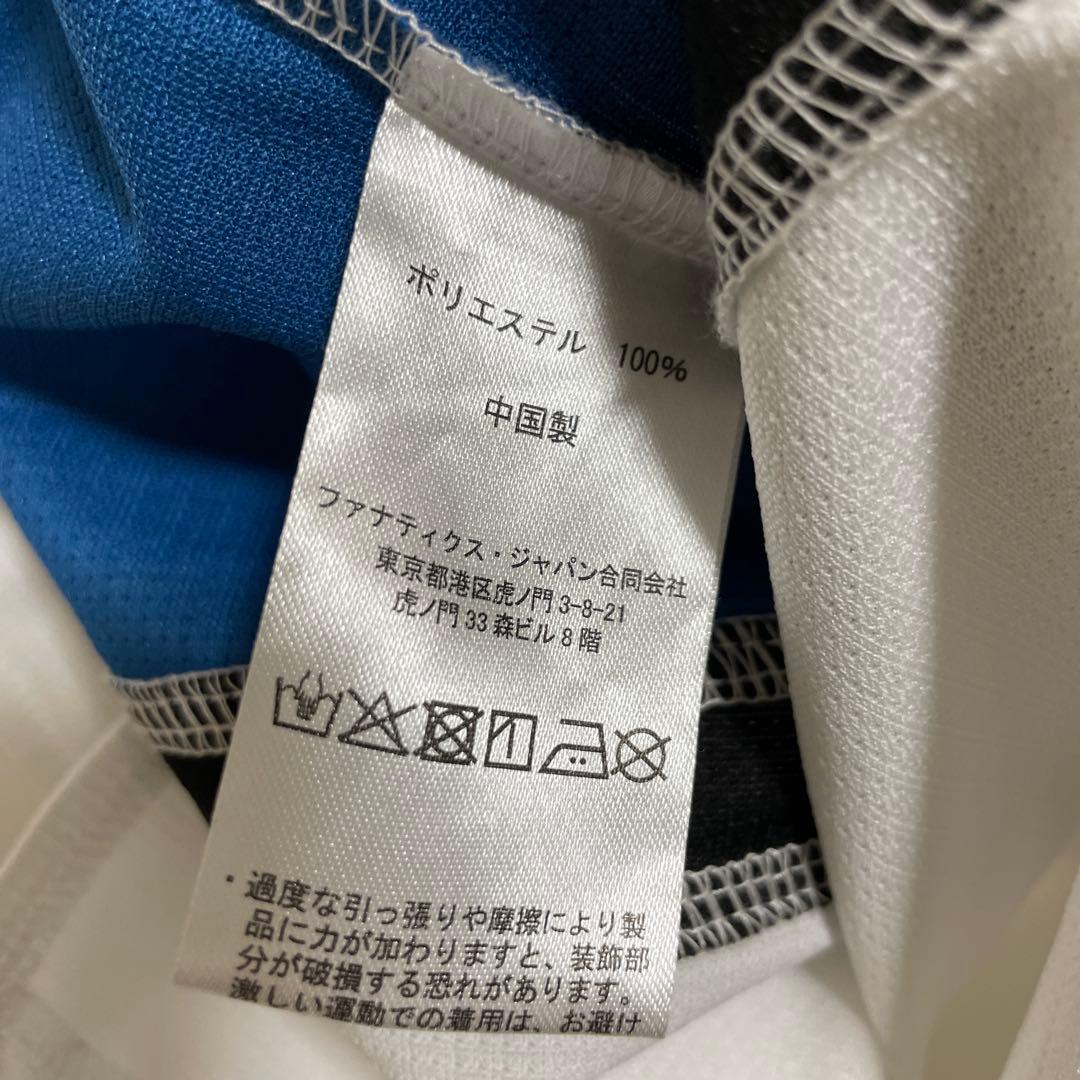 ポリエステル 100%
中国製
ファナティクス・ジャパン合同会社
東京都港区虎ノ門3-8-21
虎ノ門33森ビル8階
・過度な引っ張りや摩擦により製
品に力が加わりますと、装飾部
分が破損する恐れがあります。
激しい運動での着用は、お避け